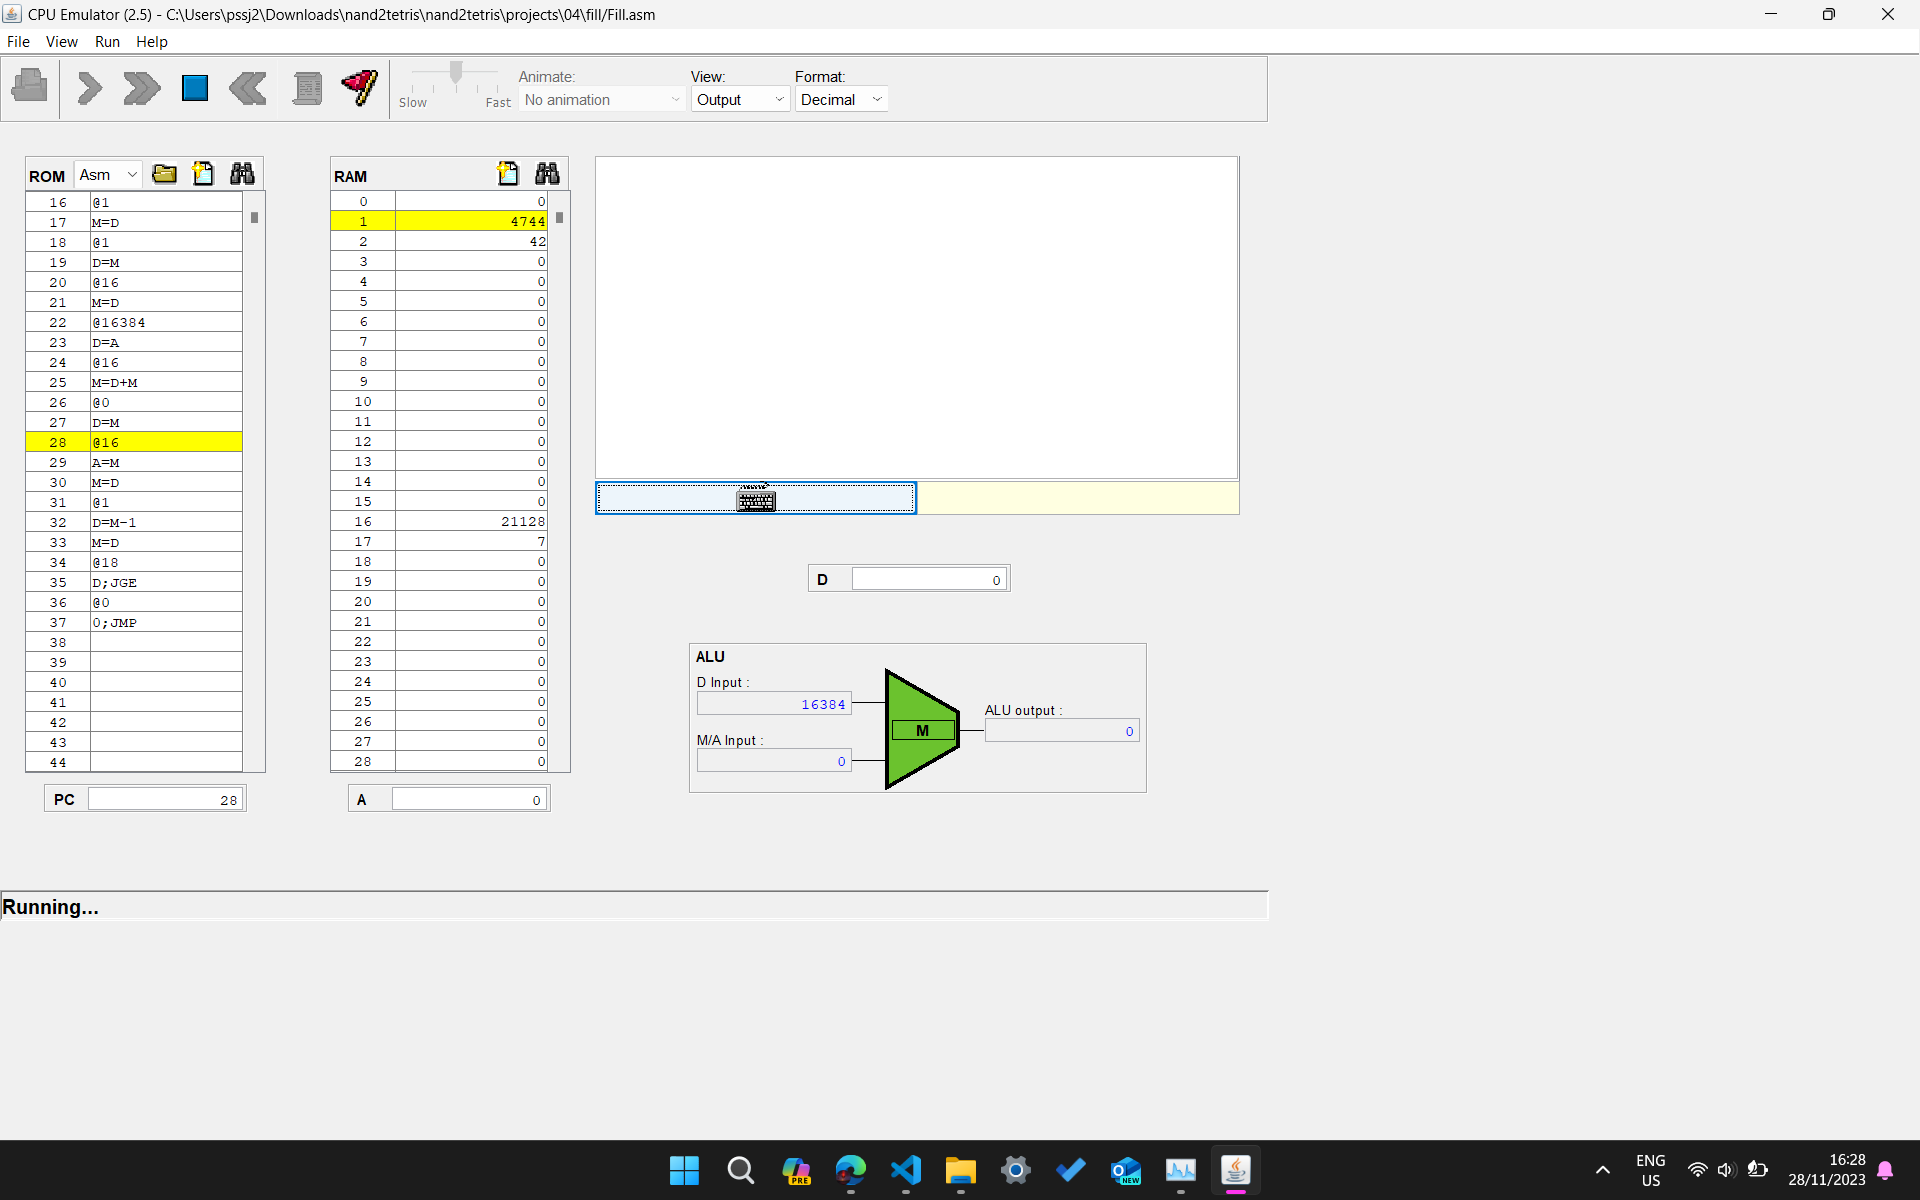 CPU Emulator (2.5) - C:\Users\pssj2\Downloads\nand2tetris\nand2tetris\projects\04\fill/Fill.asm
File View Run Help
Animate: View: Format:
Slow Fast No animation Output Decimal
ROM Asm
16 @1
17 M=D
18 @1
19 D=M
20 @16
21 M=D
22 @16384
23 D=A
24 @16
25 M=D+M
26 @0
27 D=M
28 @16
29 A=M
30 M=D
31 @1
32 D=M-1
33 M=D
34 @18
35 D;JGE
36 @0
37 0;JMP
38
39
40
41
42
43
44
PC 28
RAM
0 0
1 4744
2 42
3 0
4 0
5 0
6 0
7 0
8 0
9 0
10 0
11 0
12 0
13 0
14 0
15 0
16 21128
17 7
18 0
19 0
20 0
21 0
22 0
23 0
24 0
25 0
26 0
27 0
28 0
A 0
D 0
ALU
D Input :
16384
M/A Input :
0
M
ALU output :
0
Running...
PRE
NEW
ENG
US
16:28
28/11/2023